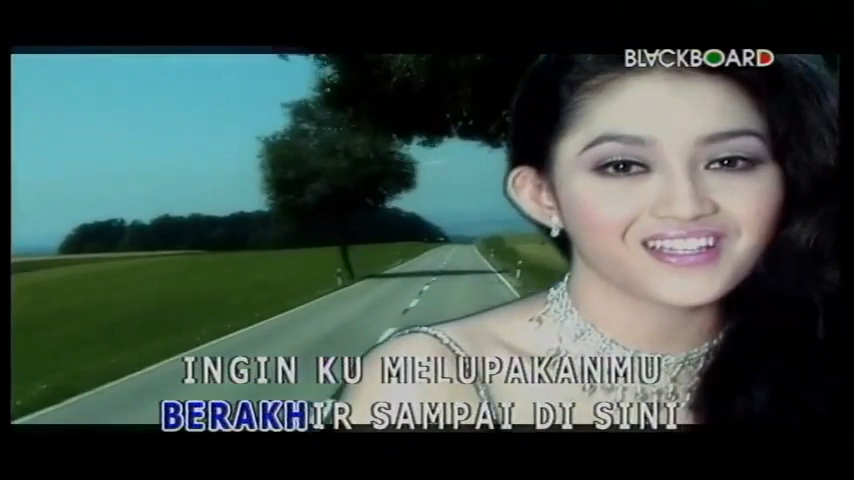 BLACKBOARD
INGIN KU MELUPAKANMU
BERAKHIR SAMPAI DI SINI